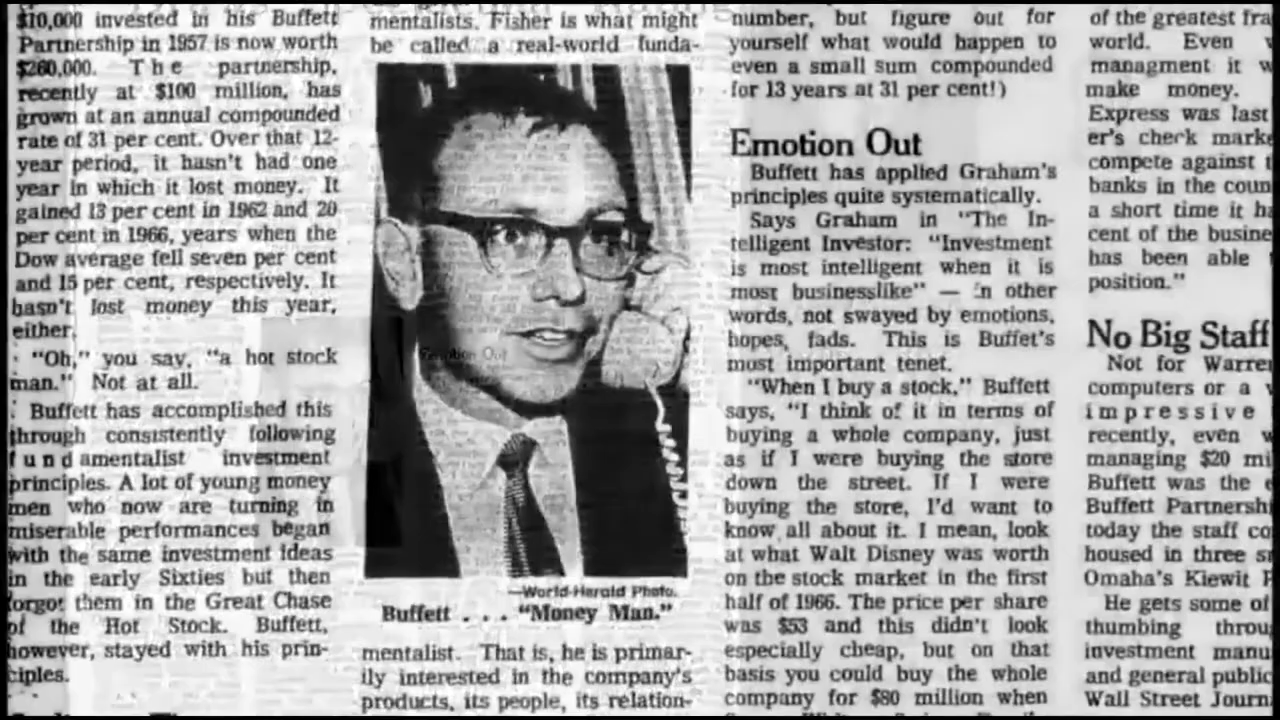 $10,000 invested in his Buffett
Partnership in 1957 is now worth
$260,000. The partnership,
recently at $100 million, has
grown at an annual compounded
rate of 31 per cent. Over that 12-
year period, it hasn't had one
year in which it lost money. It
gained 13 per cent in 1962 and 20
per cent in 1966, years when the
Dow average fell seven per cent
and 15 per cent, respectively. It
hasn't lost money this year,
either.
"Oh," you say, "a hot stock
man." Not at all.
Buffett has accomplished this
through consistently following
fundamentalist investment
principles. A lot of young money
men who now are turning in
miserable performances began
with the same investment ideas
in the early Sixties but then
forgot them in the Great Chase
of the Hot Stock. Buffett,
however, stayed with his prin-
ciples.
mentalists. Fisher is what might
be called a real-world funda-
Emotion Out
—World-Herald Photo.
Buffett . . . "Money Man."
mentalist. That is, he is primar-
ily interested in the company's
products, its people, its relation-
number, but figure out for
yourself what would happen to
even a small sum compounded
for 13 years at 31 per cent!)
Emotion Out
Buffett has applied Graham's
principles quite systematically.
Says Graham in "The In-
telligent Investor: "Investment
is most intelligent when it is
most businesslike" — in other
words, not swayed by emotions,
hopes, fads. This is Buffet's
most important tenet.
"When I buy a stock," Buffett
says, "I think of it in terms of
buying a whole company, just
as if I were buying the store
down the street. If I were
buying the store, I'd want to
know all about it. I mean, look
at what Walt Disney was worth
on the stock market in the first
half of 1966. The price per share
was $53 and this didn't look
especially cheap, but on that
basis you could buy the whole
company for $80 million when
of the greatest fra
world. Even
managment it w
make money.
Express was last
er's check marke
compete against t
banks in the coun
a short time it ha
cent of the busine
has been able
position."
No Big Staff
Not for Warren
computers or a
impressive
recently, even w
managing $20 mi
Buffett was the e
Buffett Partnershi
today the staff co
housed in three s
Omaha's Kiewit P
He gets some of
thumbing throu
investment manu
and general public
Wall Street Journ